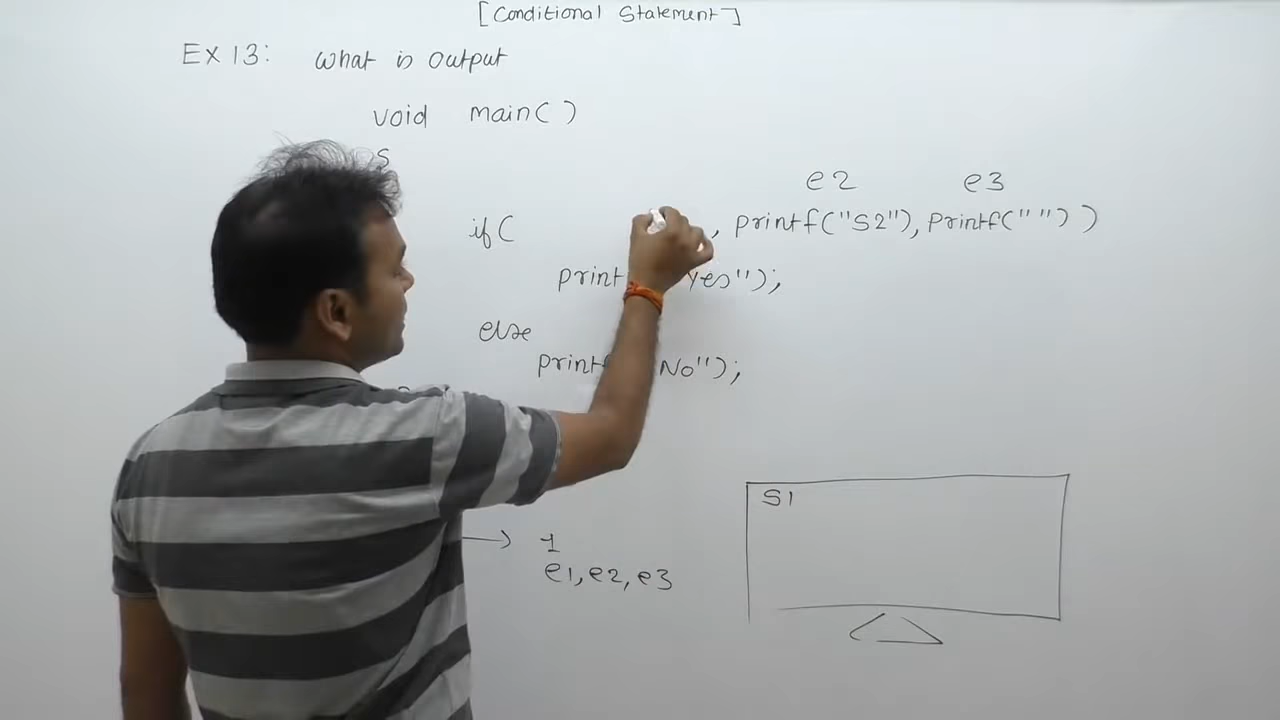 [Conditional Statement]
Ex 13: What is output
void main()
if( , printf("S2"), printf(" ") )
e2 e3
print Yes");
else
print No");
S1
1
e1, e2, e3